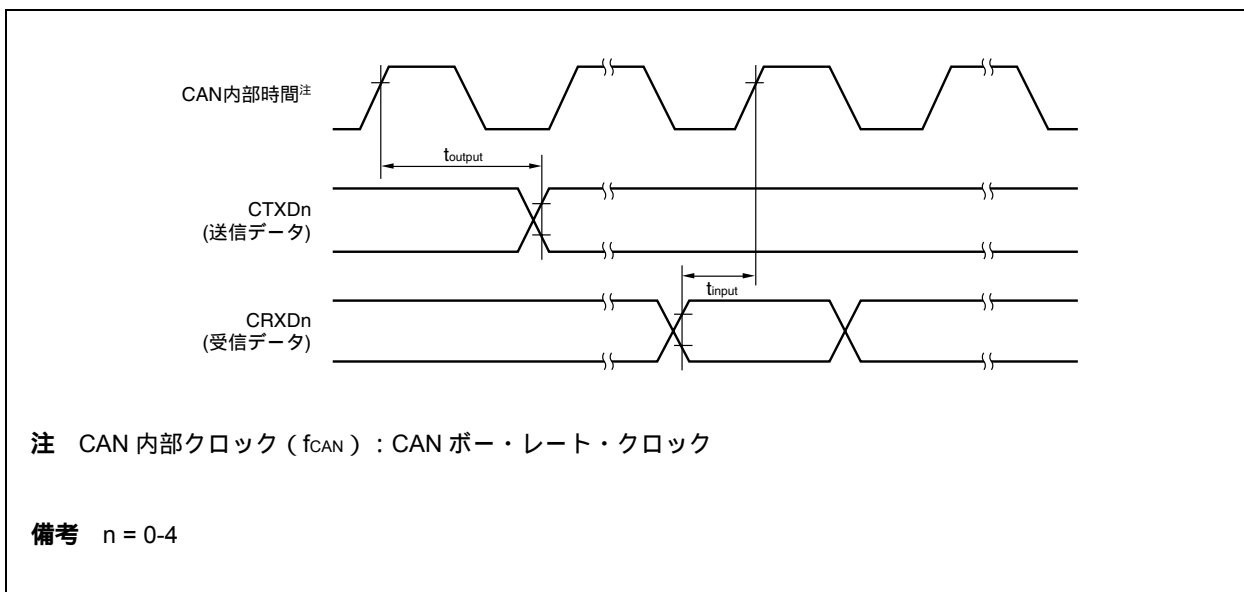 CAN内部時間注
toutput
CTXDn
(送信データ)
tinput
CRXDn
(受信データ)
注 CAN 内部クロック（fCAN）：CAN ボー・レート・クロック
備考 n = 0-4